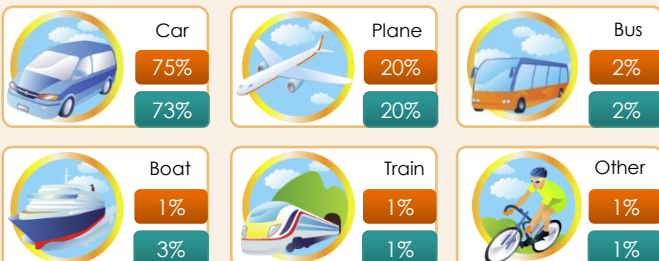 Car
75%
73%
Plane
20%
20%
Bus
2%
2%
Boat
1%
3%
Train
1%
1%
Other
1%
1%